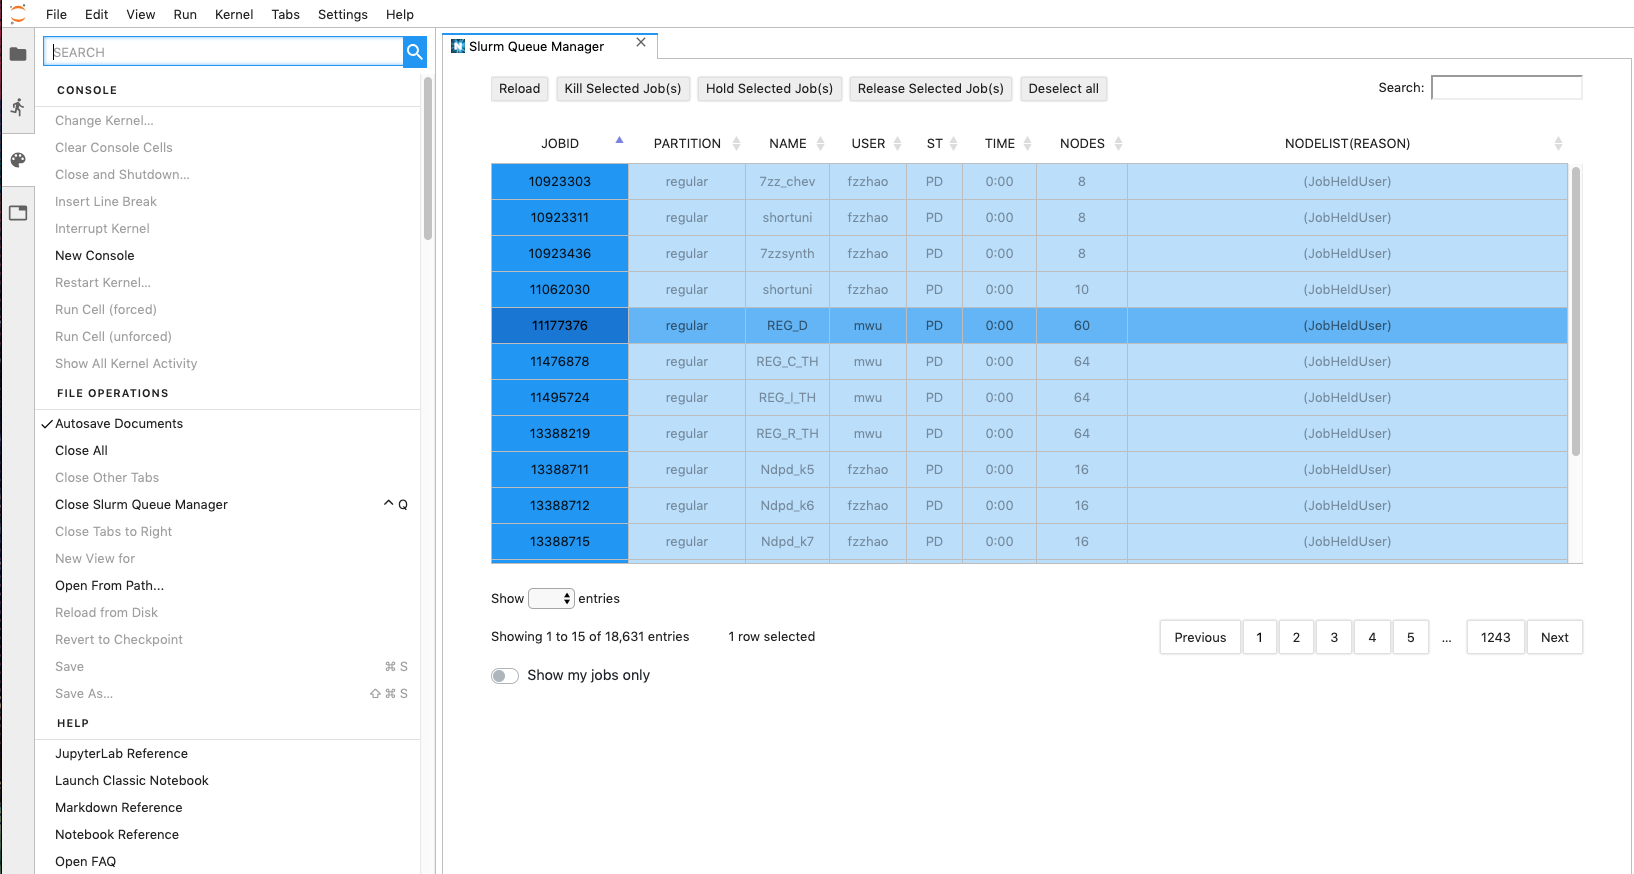 File Edit View Run Kernel Tabs Settings Help
SEARCH
CONSOLE
Change Kernel...
Clear Console Cells
Close and Shutdown...
Insert Line Break
Interrupt Kernel
New Console
Restart Kernel...
Run Cell (forced)
Run Cell (unforced)
Show All Kernel Activity
FILE OPERATIONS
Autosave Documents
Close All
Close Other Tabs
Close Slurm Queue Manager ⌃ Q
Close Tabs to Right
New View for
Open From Path...
Reload from Disk
Revert to Checkpoint
Save ⌘ S
Save As... ⇧ ⌘ S
HELP
JupyterLab Reference
Launch Classic Notebook
Markdown Reference
Notebook Reference
Open FAQ
N Slurm Queue Manager
Reload Kill Selected Job(s) Hold Selected Job(s) Release Selected Job(s) Deselect all Search:
JOBID PARTITION NAME USER ST TIME NODES NODELIST(REASON)
10923303 regular 7zz_chev fzzhao PD 0:00 8 (JobHeldUser)
10923311 regular shortuni fzzhao PD 0:00 8 (JobHeldUser)
10923436 regular 7zzsynth fzzhao PD 0:00 8 (JobHeldUser)
11062030 regular shortuni fzzhao PD 0:00 10 (JobHeldUser)
11177376 regular REG_D mwu PD 0:00 60 (JobHeldUser)
11476878 regular REG_C_TH mwu PD 0:00 64 (JobHeldUser)
11495724 regular REG_I_TH mwu PD 0:00 64 (JobHeldUser)
13388219 regular REG_R_TH mwu PD 0:00 64 (JobHeldUser)
13388711 regular Ndpd_k5 fzzhao PD 0:00 16 (JobHeldUser)
13388712 regular Ndpd_k6 fzzhao PD 0:00 16 (JobHeldUser)
13388715 regular Ndpd_k7 fzzhao PD 0:00 16 (JobHeldUser)
Show entries
Showing 1 to 15 of 18,631 entries 1 row selected
Previous 1 2 3 4 5 ... 1243 Next
Show my jobs only